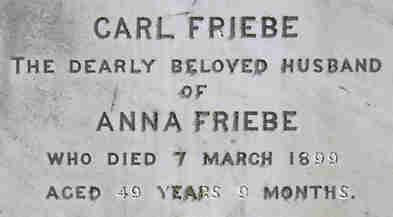 CARL FRIEBE
THE DEARLY BELOVED HUSBAND
OF
ANNA FRIEBE
WHO DIED 7 MARCH 1899
AGED 49 YEARS 9 MONTHS.